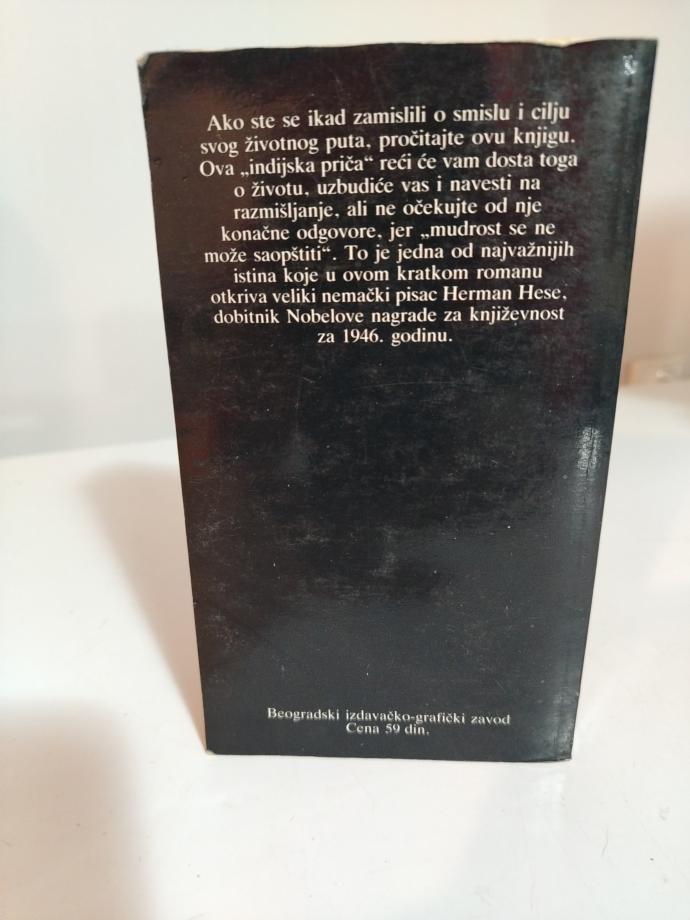 Ako ste se ikad zamislili o smislu i cilju
svog životnog puta, pročitajte ovu knjigu.
Ova „indijska priča“ reći će vam dosta toga
o životu, uzbudiće vas i navesti na
razmišljanje, ali ne očekujte od nje
konačne odgovore, jer „mudrost se ne
može saopštiti“. To je jedna od najvažnijih
istina koje u ovom kratkom romanu
otkriva veliki nemački pisac Herman Hese,
dobitnik Nobelove nagrade za književnost
za 1946. godinu.
Beogradski izdavačko-grafički zavod
Cena 59 din.